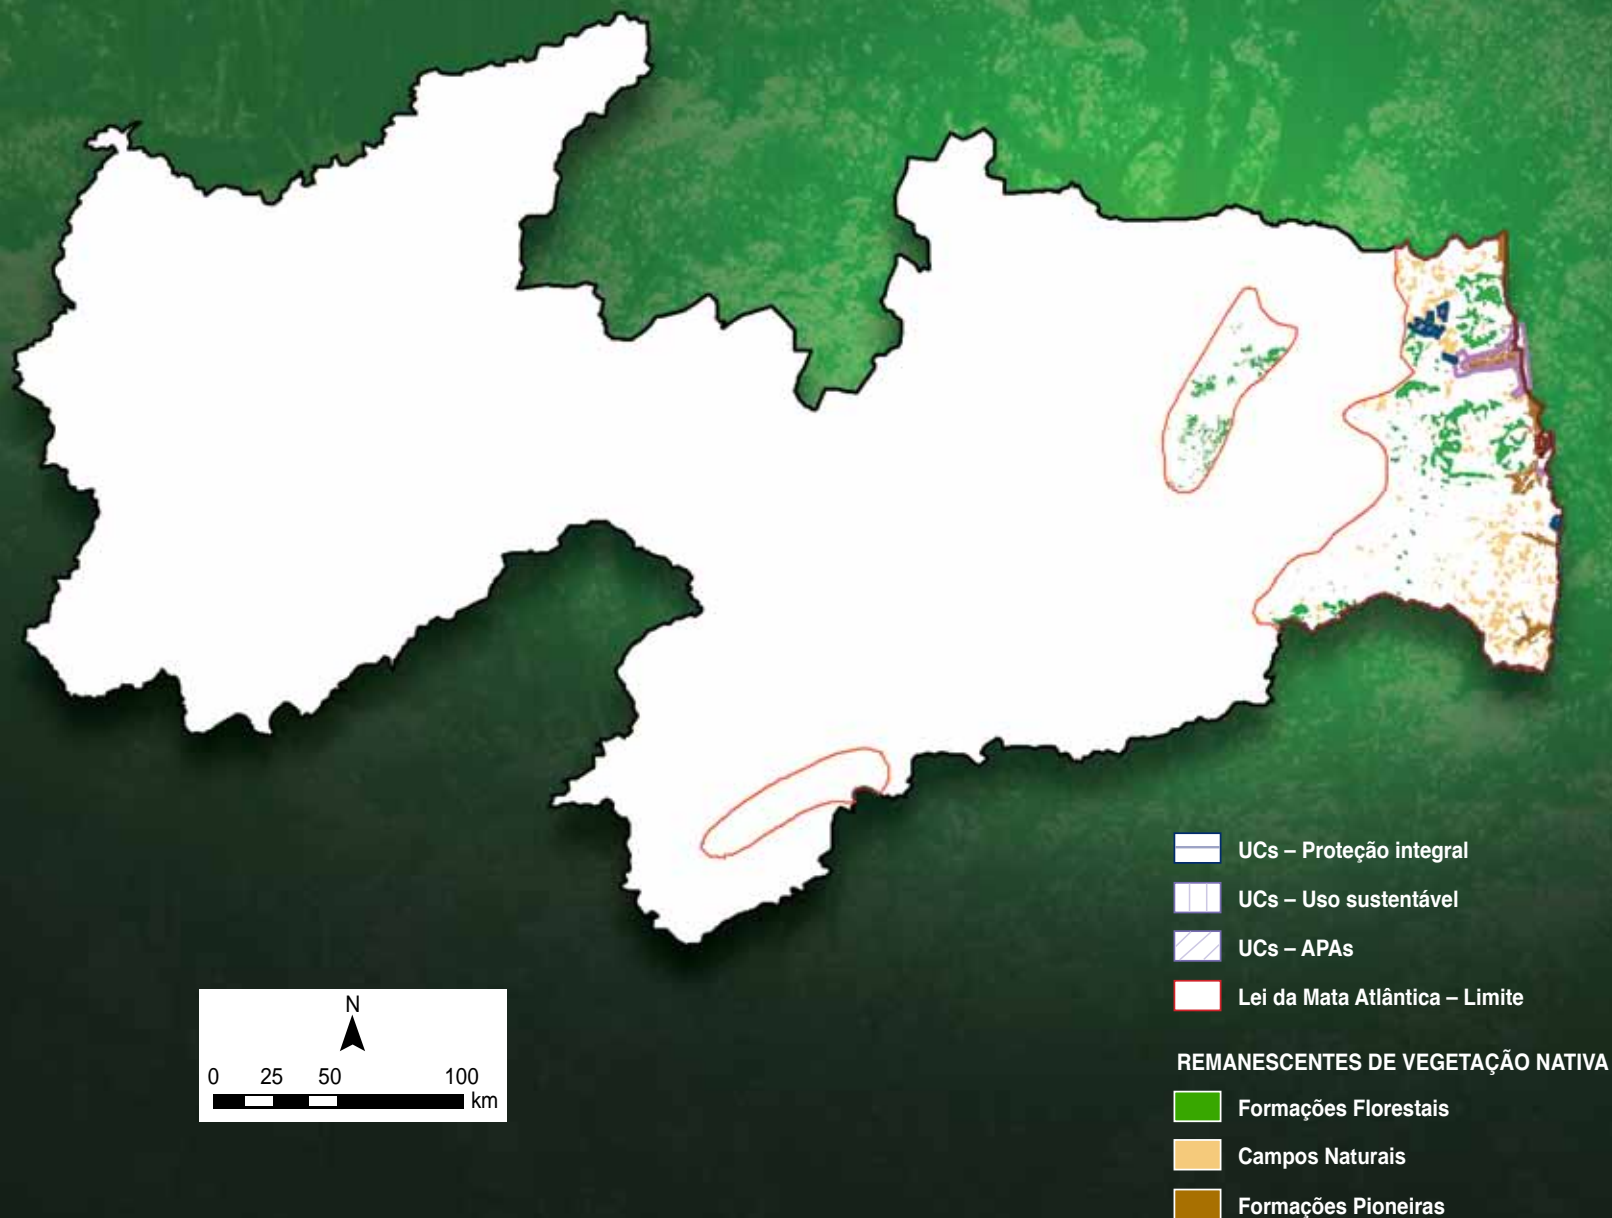 UCs – Proteção integral
UCs – Uso sustentável
UCs – APAs
Lei da Mata Atlântica – Limite
N
0 25 50 100
km
REMANESCENTES DE VEGETAÇÃO NATIVA
Formações Florestais
Campos Naturais
Formações Pioneiras